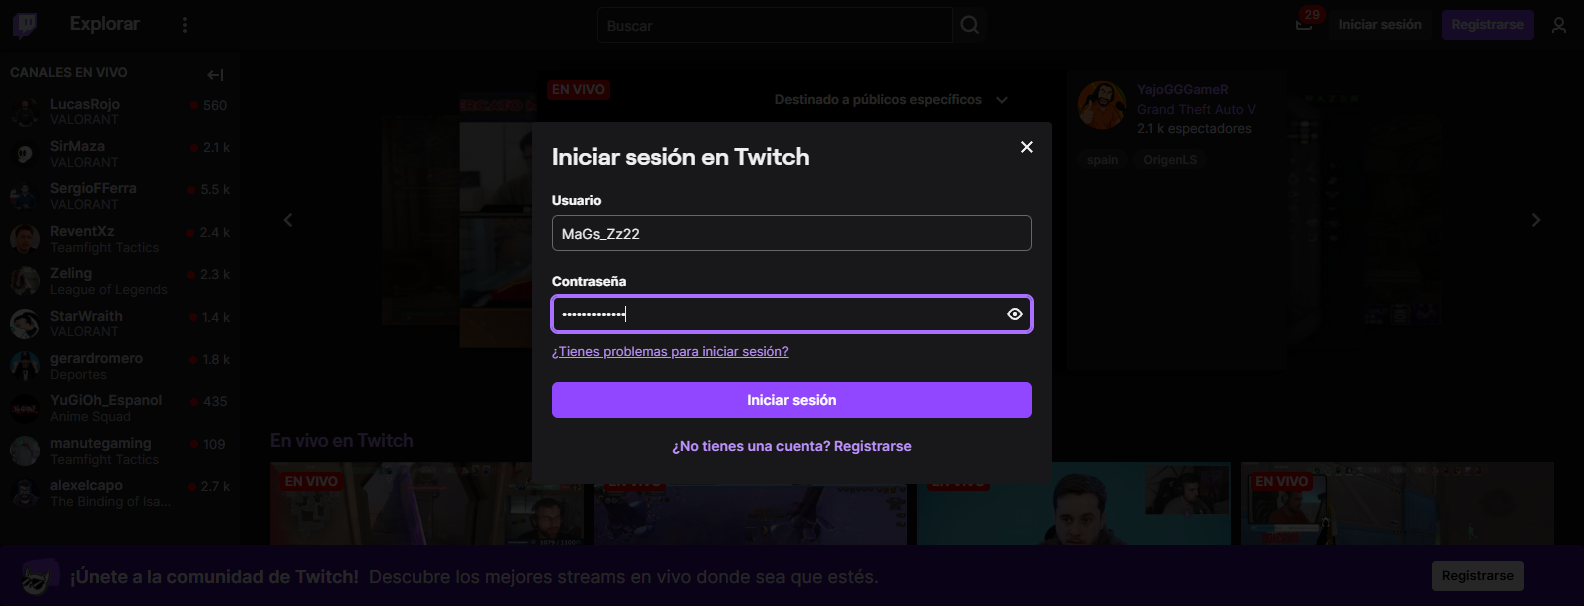 Explorar
Buscar
29
Iniciar sesión
Registrarse
CANALES EN VIVO
LucasRojo
560
VALORANT
SirMaza
2.1 k
VALORANT
SergioFFerra
5.5 k
VALORANT
ReventXz
2.4 k
Teamfight Tactics
Zeling
2.3 k
League of Legends
StarWraith
1.4 k
VALORANT
gerardromero
1.8 k
Deportes
YuGiOh_Espanol
435
Anime Squad
manutegaming
109
Teamfight Tactics
alexelcapo
2.7 k
The Binding of Isa...
EN VIVO
Destinado a públicos específicos
YajoGGGameR
Grand Theft Auto V
2.1 k espectadores
spain
OrigenLS
Iniciar sesión en Twitch
Usuario
MaGs_Zz22
Contraseña
•••••••••••••
¿Tienes problemas para iniciar sesión?
Iniciar sesión
¿No tienes una cuenta? Registrarse
En vivo en Twitch
EN VIVO
EN VIVO
EN VIVO
EN VIVO
¡Únete a la comunidad de Twitch! Descubre los mejores streams en vivo donde sea que estés.
Registrarse